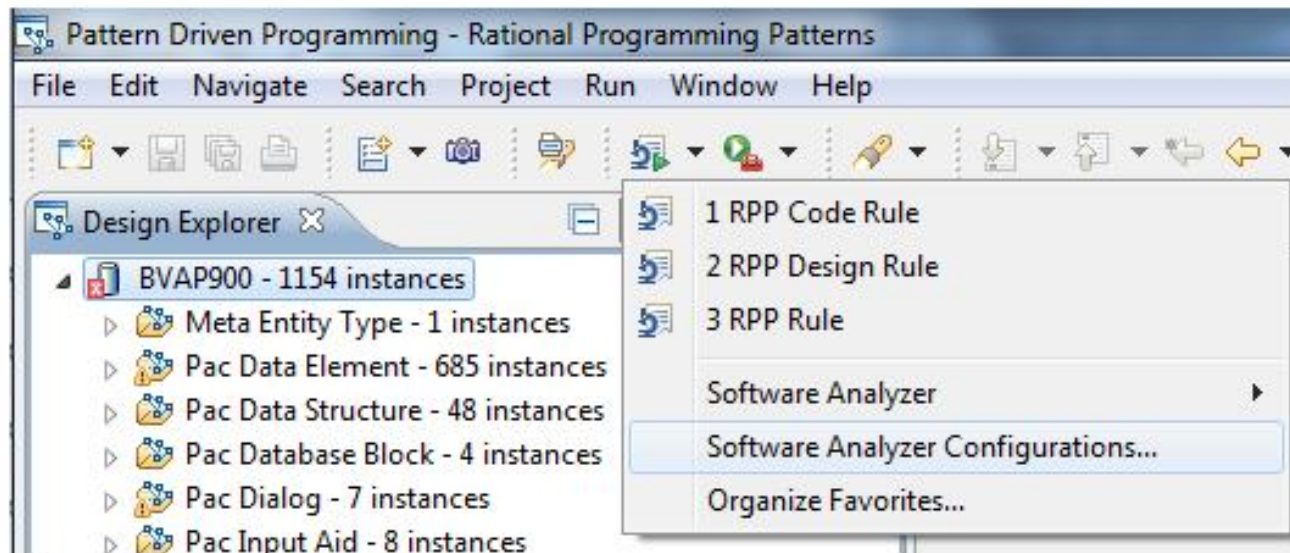 Pattern Driven Programming - Rational Programming Patterns
File Edit Navigate Search Project Run Window Help
Design Explorer
BVAP900 - 1154 instances
Meta Entity Type - 1 instances
Pac Data Element - 685 instances
Pac Data Structure - 48 instances
Pac Database Block - 4 instances
Pac Dialog - 7 instances
Pac Input Aid - 8 instances
1 RPP Code Rule
2 RPP Design Rule
3 RPP Rule
Software Analyzer
Software Analyzer Configurations...
Organize Favorites...